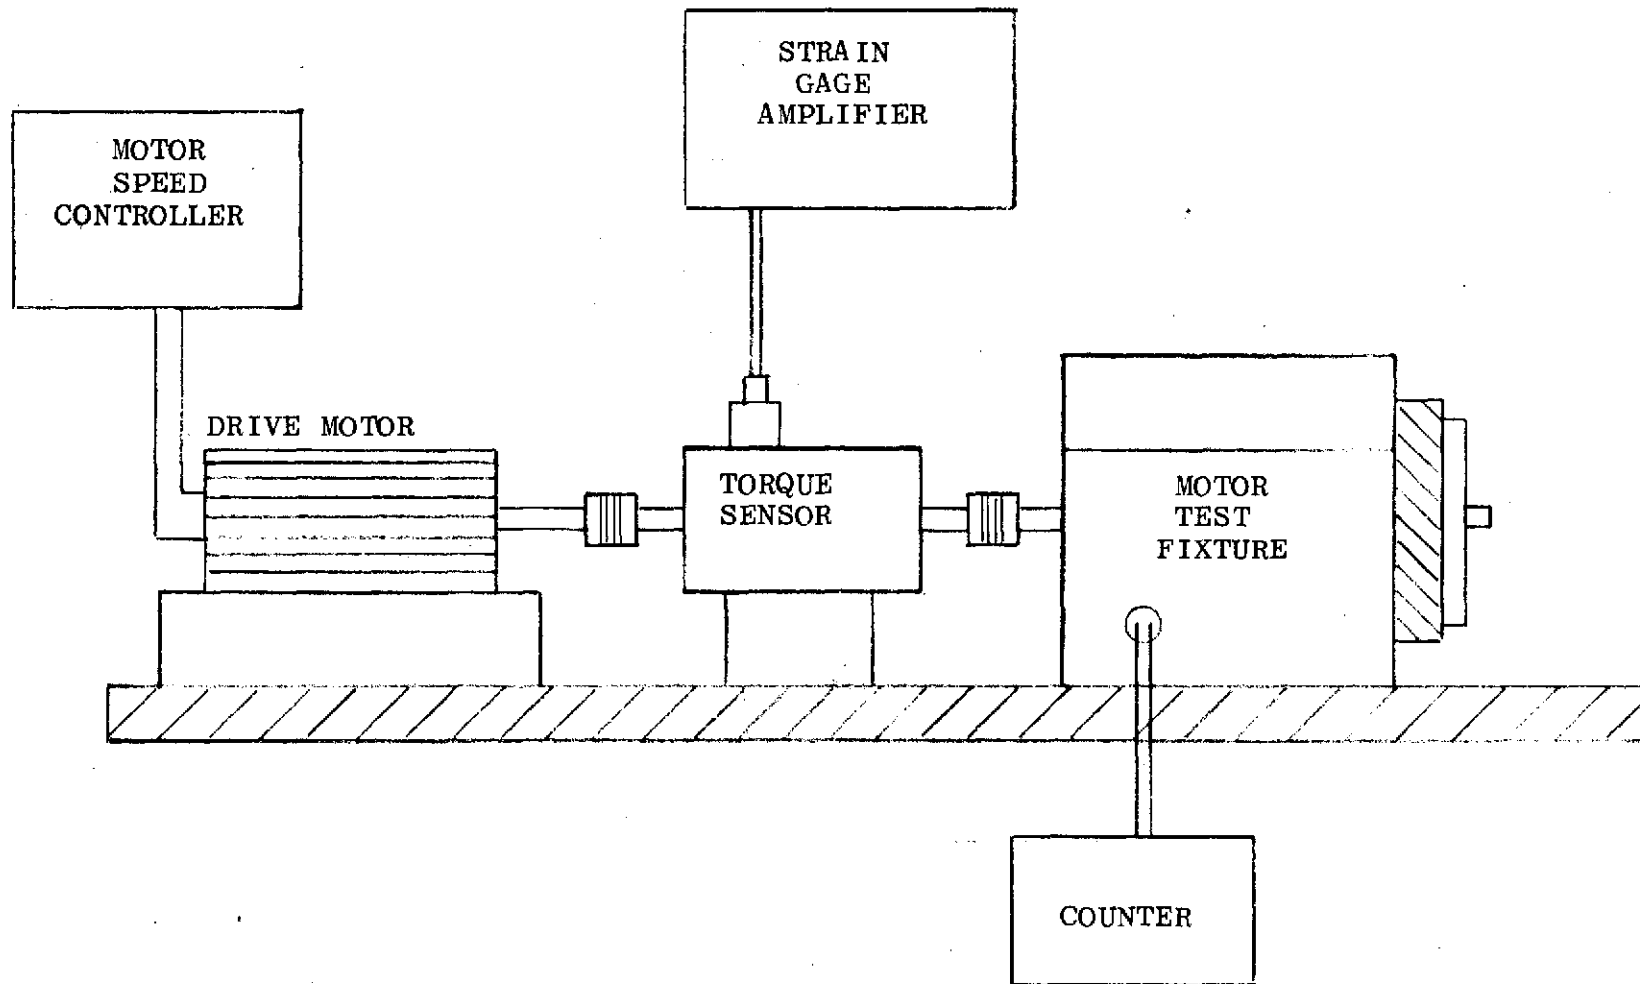 STRAIN
GAGE
AMPLIFIER
MOTOR
SPEED
CONTROLLER
DRIVE MOTOR
TORQUE
SENSOR
MOTOR
TEST
FIXTURE
COUNTER